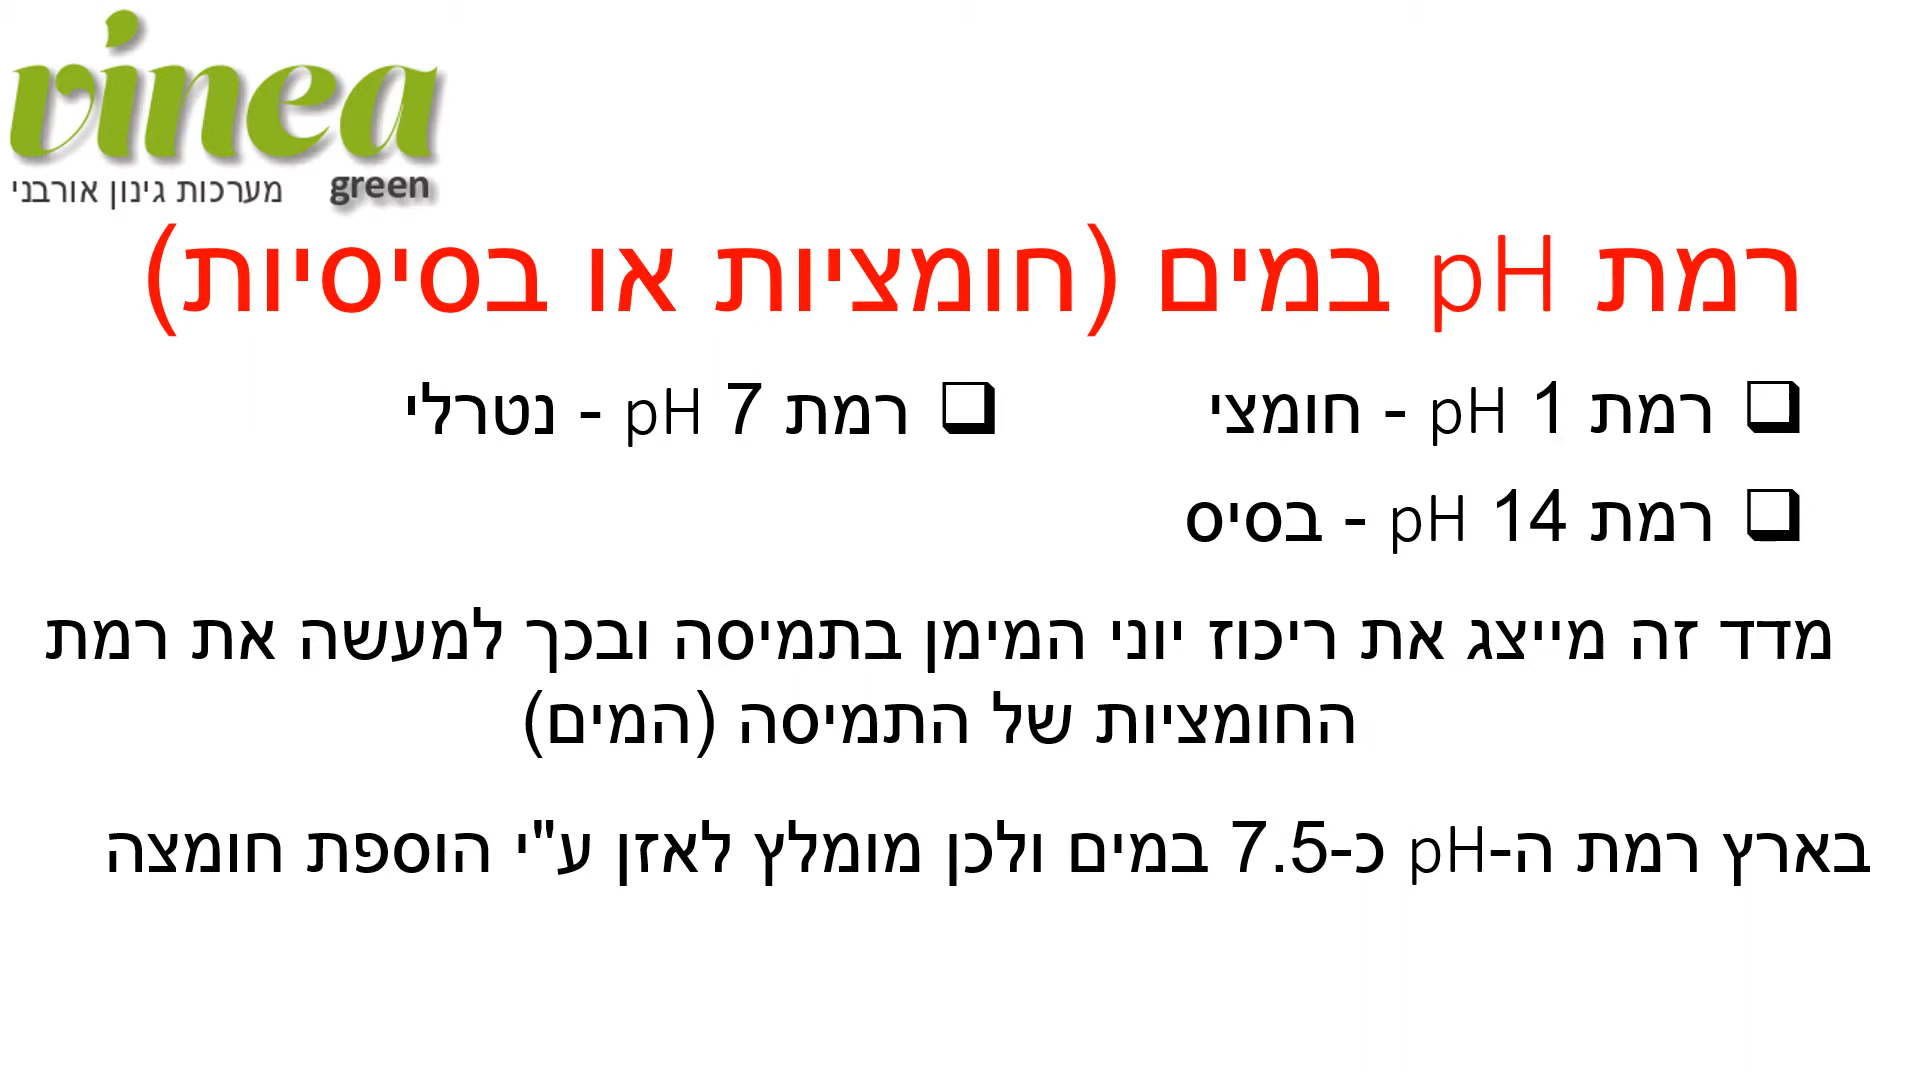 vinea
green
מערכות גינון אורבני
רמת pH במים (חומציות או בסיסיות)
רמת pH 1 - חומצי
רמת pH 7 - נטרלי
רמת pH 14 - בסיס
מדד זה מייצג את ריכוז יוני המימן בתמיסה ובכך למעשה את רמת
החומציות של התמיסה (המים)
בארץ רמת ה-pH כ-7.5 במים ולכן מומלץ לאזן ע"י הוספת חומצה